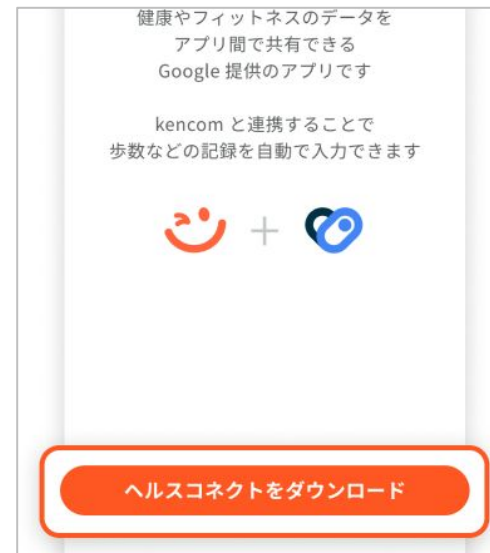 健康やフィットネスのデータを
アプリ間で共有できる
Google 提供のアプリです
kencom と連携することで
歩数などの記録を自動で入力できます
ヘルスコネクトをダウンロード